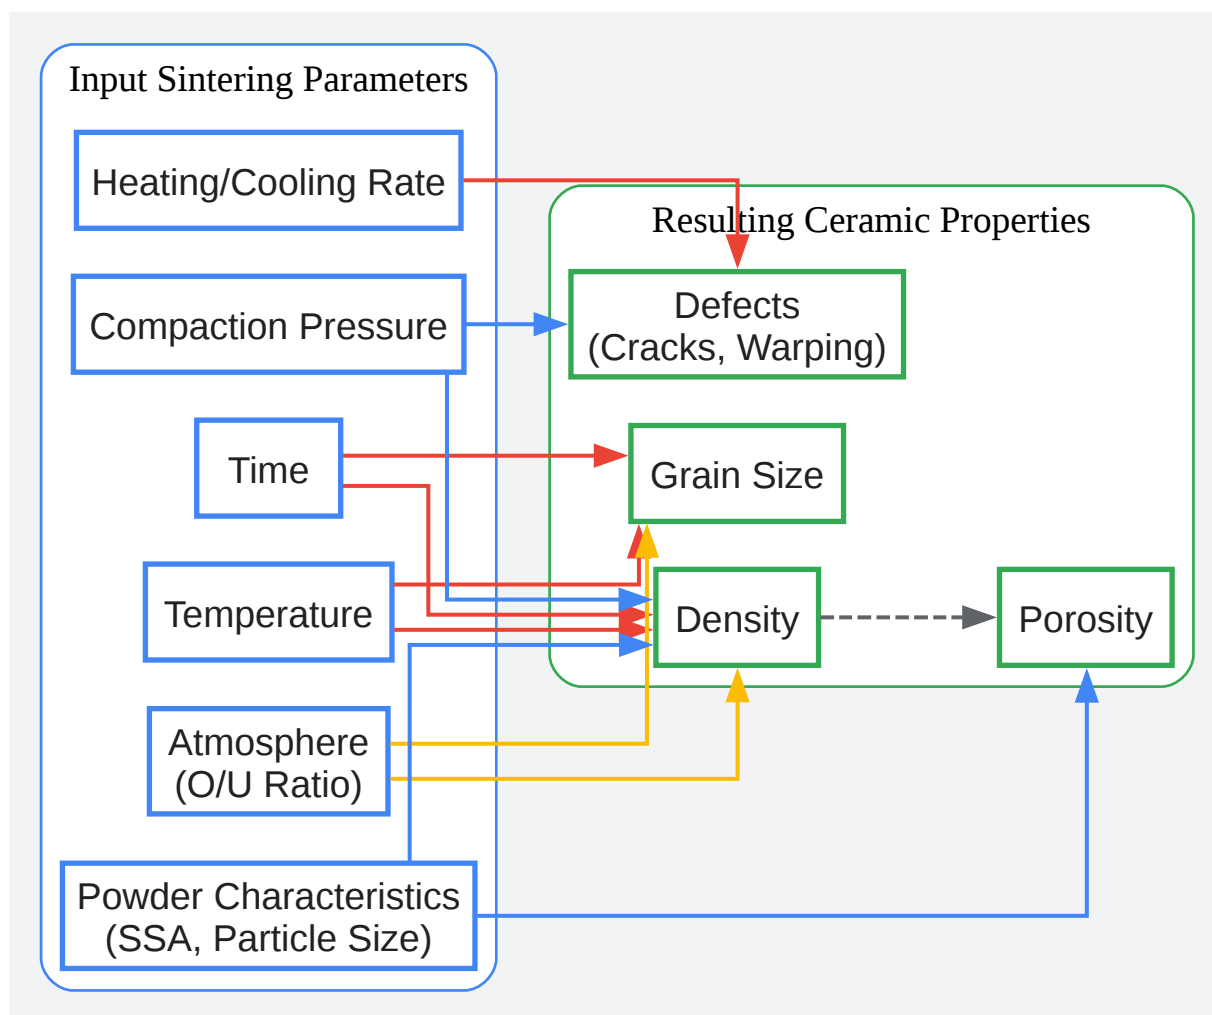 Input Sintering Parameters
Heating/Cooling Rate
Compaction Pressure
Time
Temperature
Atmosphere
(O/U Ratio)
Powder Characteristics
(SSA, Particle Size)
Resulting Ceramic Properties
Defects
(Cracks, Warping)
Grain Size
Density
Porosity